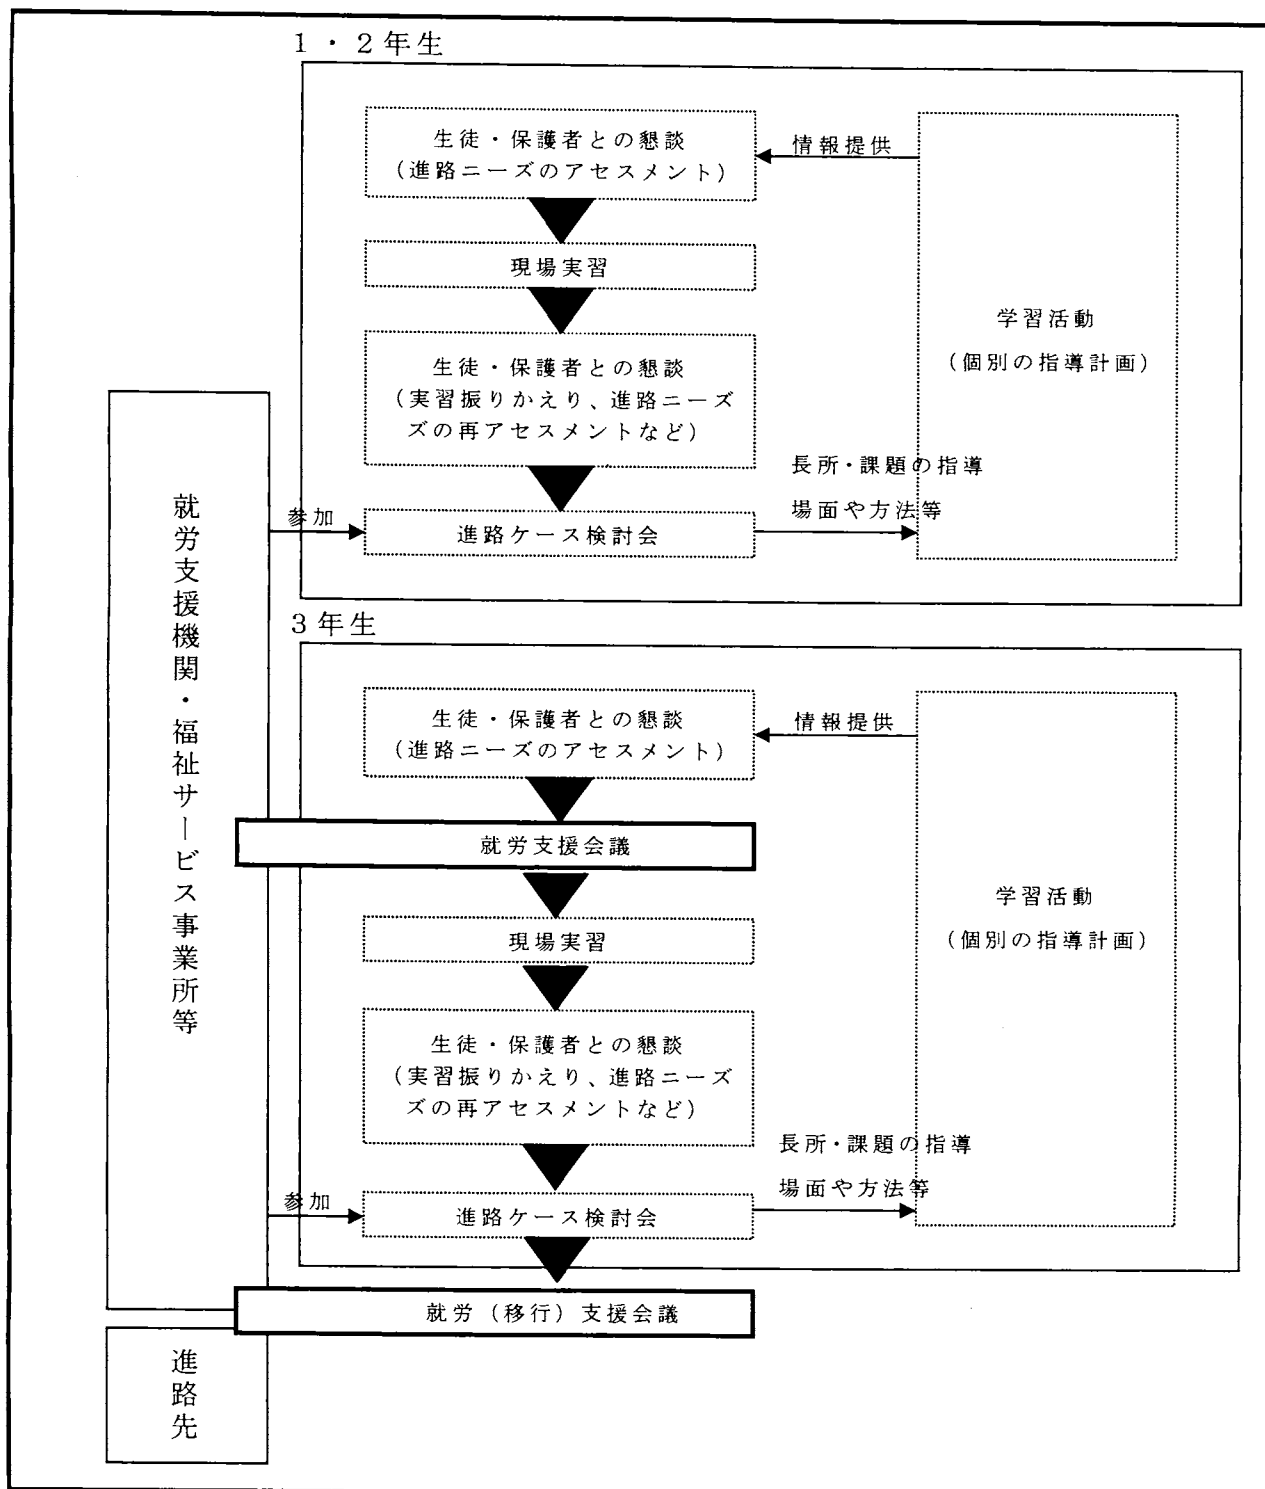 1・2年生
生徒・保護者との懇談
(進路ニーズのアセスメント)
情報提供
現場実習
学習活動
(個別の指導計画)
生徒・保護者との懇談
(実習振りかえり、進路ニーズ
ズの再アセスメントなど)
長所・課題の指導
場面や方法等
参加
進路ケース検討会
就労支援機関・福祉サービス事業所等
3年生
生徒・保護者との懇談
(進路ニーズのアセスメント)
情報提供
就労支援会議
学習活動
(個別の指導計画)
現場実習
生徒・保護者との懇談
(実習振りかえり、進路ニーズ
ズの再アセスメントなど)
長所・課題の指導
場面や方法等
参加
進路ケース検討会
就労(移行)支援会議
進路先